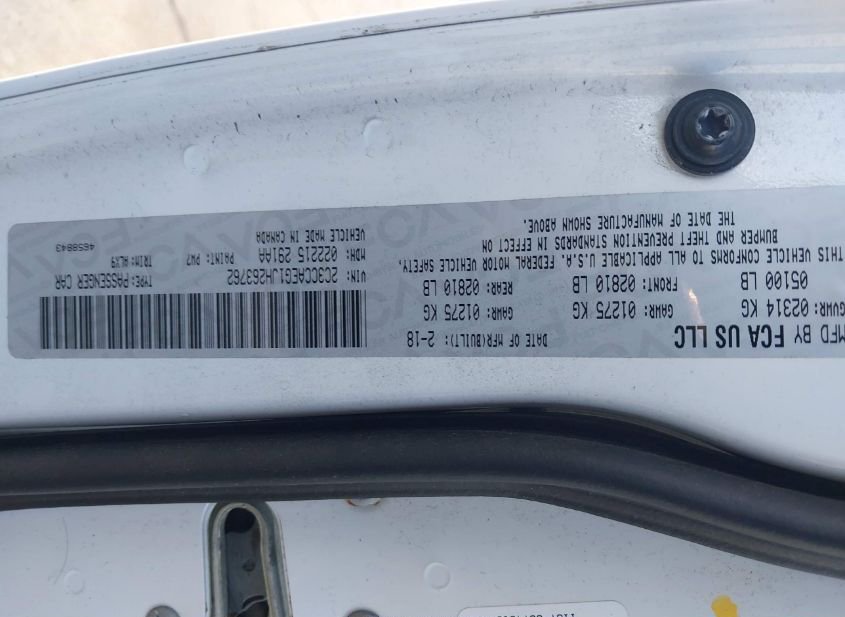 MFD BY FCA US LLC DATE OF MFR(BUILT): 2-18
GVWR: 02314 KG GAWR: 01275 KG GAWR: 01275 KG
05100 LB FRONT: 02810 LB REAR: 02810 LB
THIS VEHICLE CONFORMS TO ALL APPLICABLE U.S.A. FEDERAL MOTOR VEHICLE SAFETY,
BUMPER AND THEFT PREVENTION STANDARDS IN EFFECT ON
THE DATE OF MANUFACTURE SHOWN ABOVE.
VIN: 2C3CCAEG1JH263762 TYPE: PASSENGER CAR
MDH: 022215 291AA PAINT: PW7 TRIM: ALX9
VEHICLE MADE IN CANADA 4658843